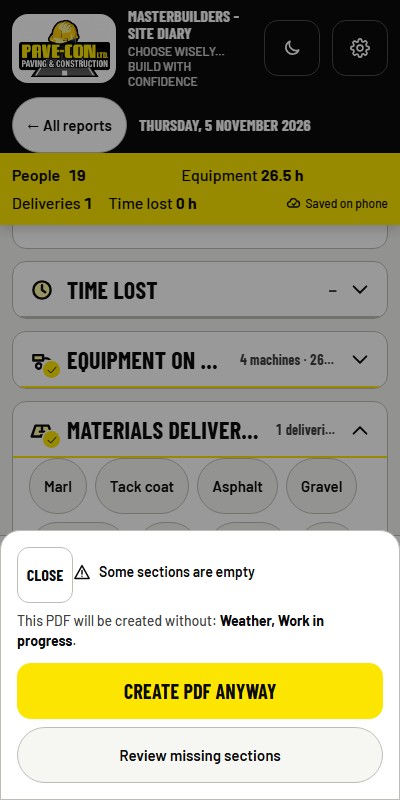 PAVE-CON LTD.
PAVING & CONSTRUCTION
MASTERBUILDERS -
SITE DIARY
CHOOSE WISELY...
BUILD WITH
CONFIDENCE
← All reports
THURSDAY, 5 NOVEMBER 2026
People 19
Equipment 26.5 h
Deliveries 1 Time lost 0 h
Saved on phone
TIME LOST
–
EQUIPMENT ON ...
4 machines · 26...
MATERIALS DELIVER...
1 deliveri...
Marl
Tack coat
Asphalt
Gravel
CLOSE
Some sections are empty
This PDF will be created without: Weather, Work in
progress.
CREATE PDF ANYWAY
Review missing sections